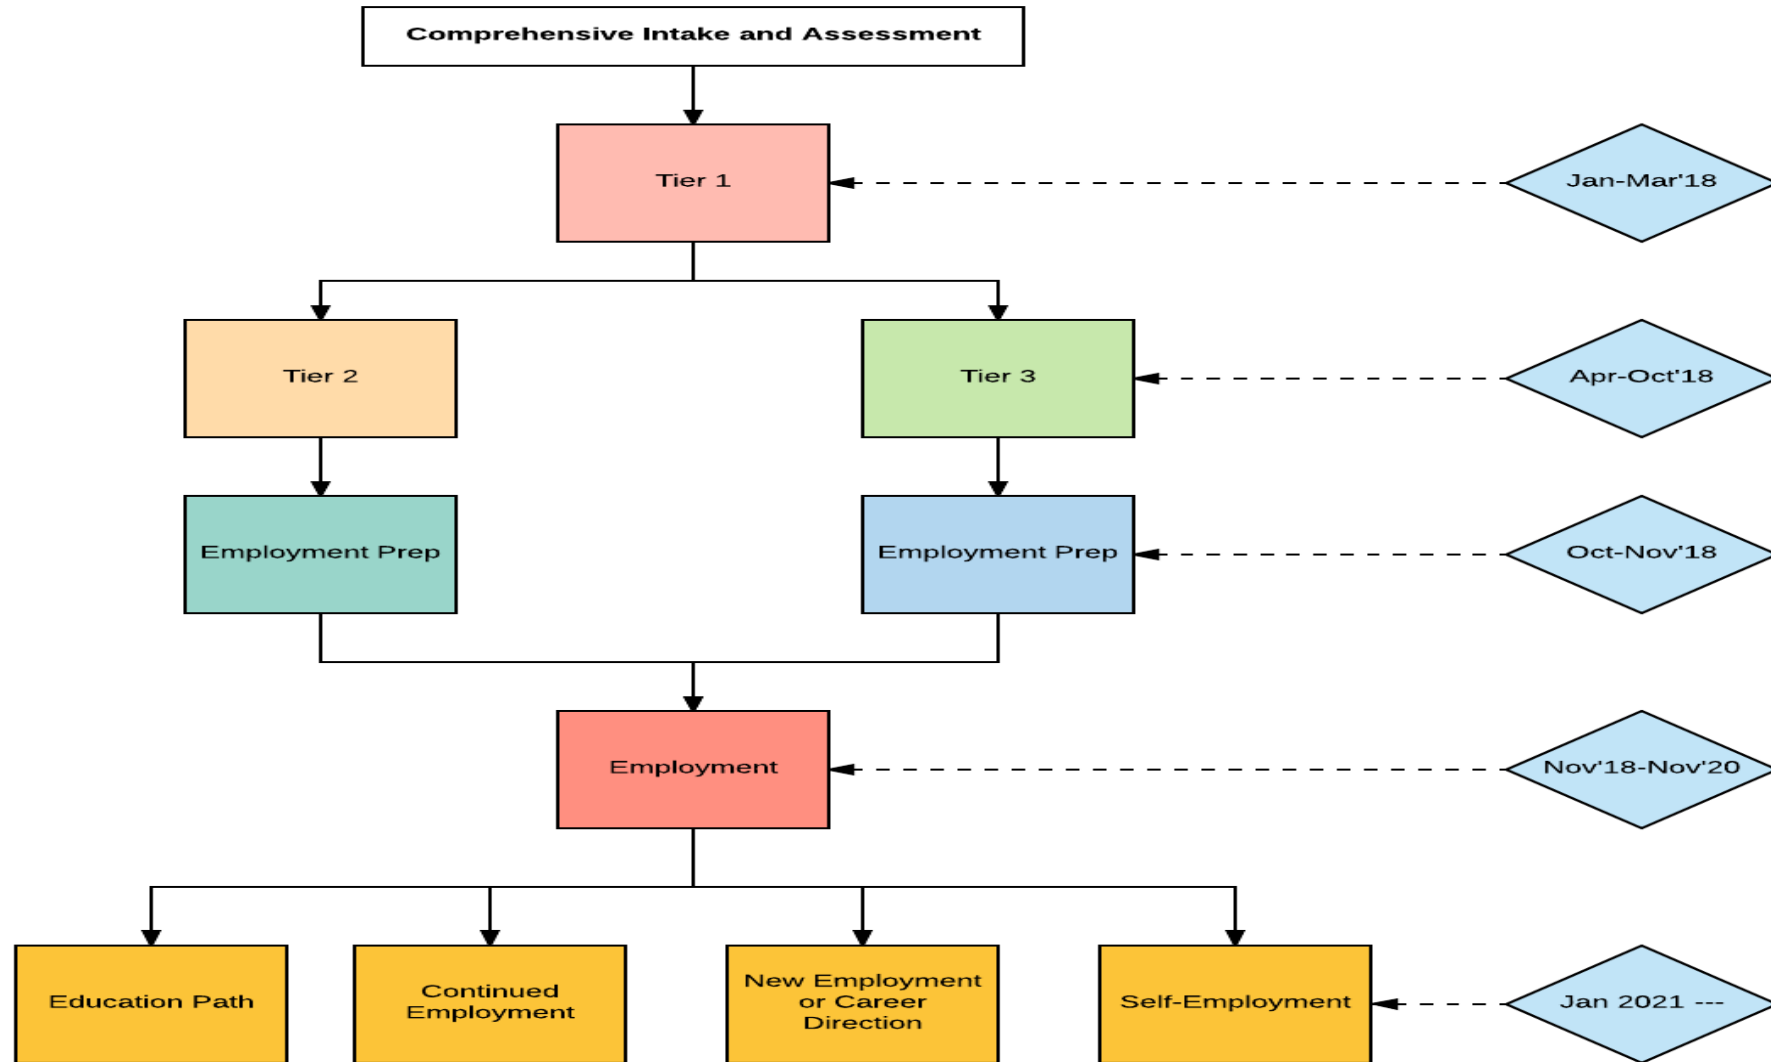 Comprehensive Intake and Assessment
Tier 1
Jan-Mar'18
Tier 2
Tier 3
Apr-Oct'18
Employment Prep
Employment Prep
Oct-Nov'18
Employment
Nov'18-Nov'20
Education Path
Continued
Employment
New Employment
or Career
Direction
Self-Employment
Jan 2021 ---